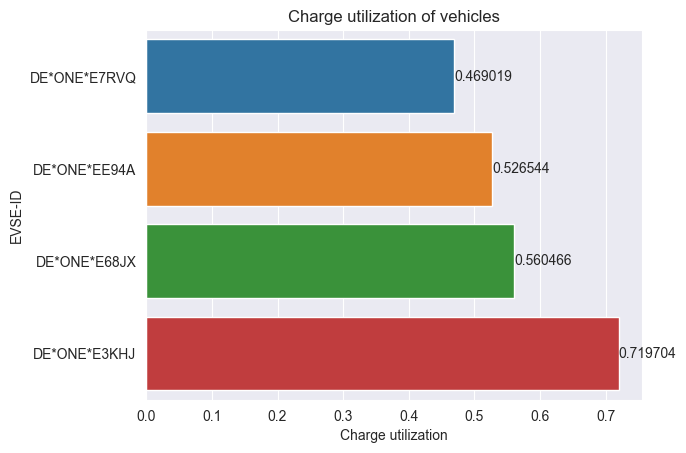 Charge utilization of vehicles
EVSE-ID
DE*ONE*E7RVQ
0.469019
DE*ONE*EE94A
0.526544
DE*ONE*E68JX
0.560466
DE*ONE*E3KHJ
0.719704
0.0 0.1 0.2 0.3 0.4 0.5 0.6 0.7
Charge utilization